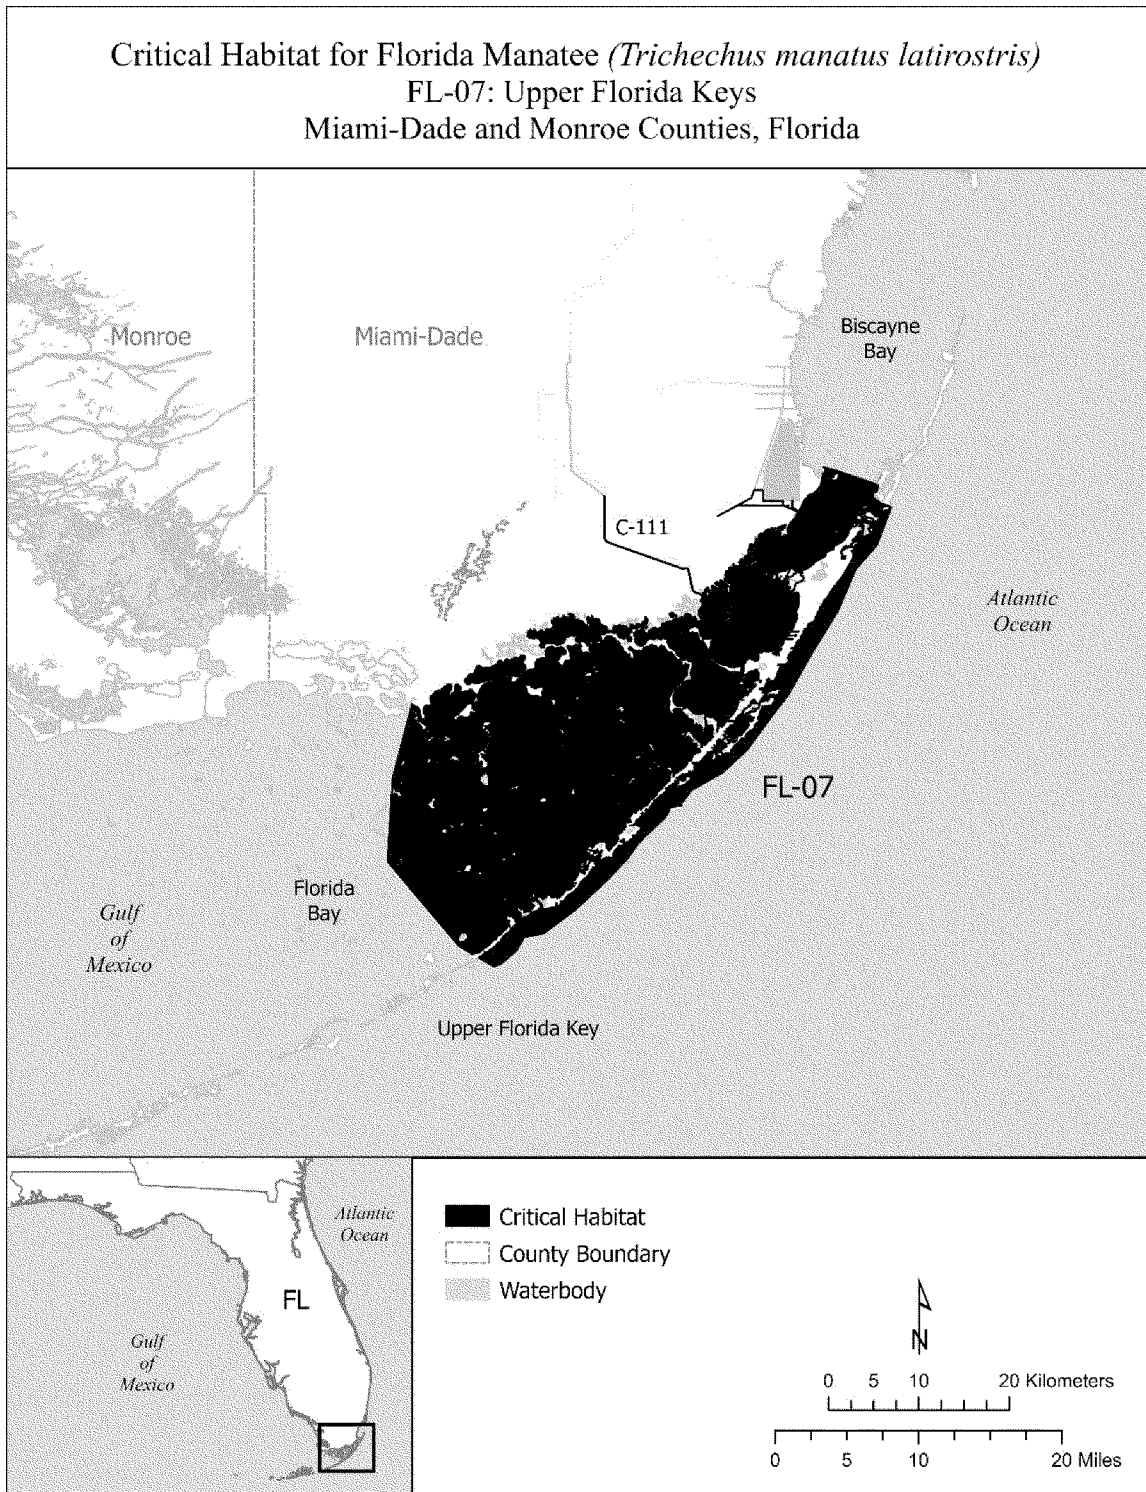 Critical Habitat for Florida Manatee (Trichechus manatus latirostris)
FL-07: Upper Florida Keys
Miami-Dade and Monroe Counties, Florida
Monroe
Miami-Dade
Biscayne
Bay
C-111
Atlantic
Ocean
FL-07
Florida
Bay
Gulf
of
Mexico
Upper Florida Key
Atlantic
Ocean
FL
Gulf
of
Mexico
Critical Habitat
County Boundary
Waterbody
N
0 5 10 20 Kilometers
0 5 10 20 Miles